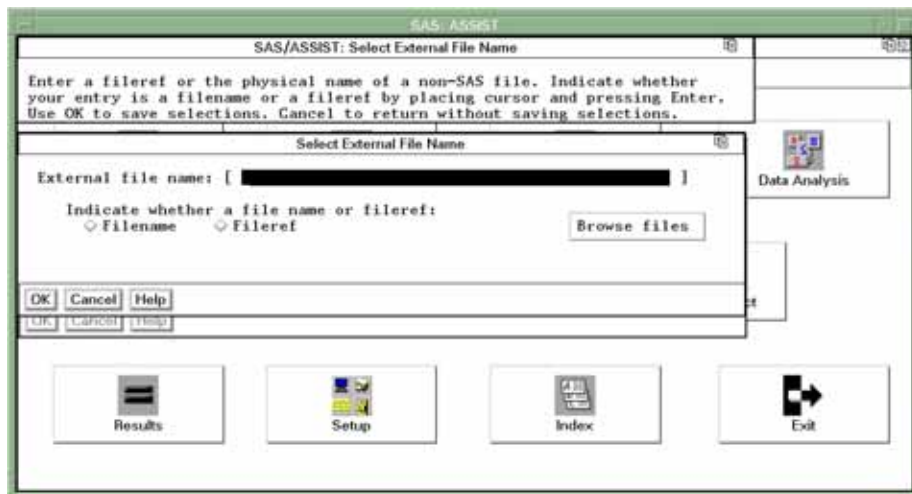 SAS: ASSIST
SAS/ASSIST: Select External File Name
Enter a fileref or the physical name of a non-SAS file. Indicate whether
your entry is a filename or a fileref by placing cursor and pressing Enter.
Use OK to save selections. Cancel to return without saving selections.
Select External File Name
External file name: [ ]
Indicate whether a file name or fileref:
Filename Fileref
Browse files
OK Cancel Help
OK Cancel Help
Data Analysis
Results
Setup
Index
Exit